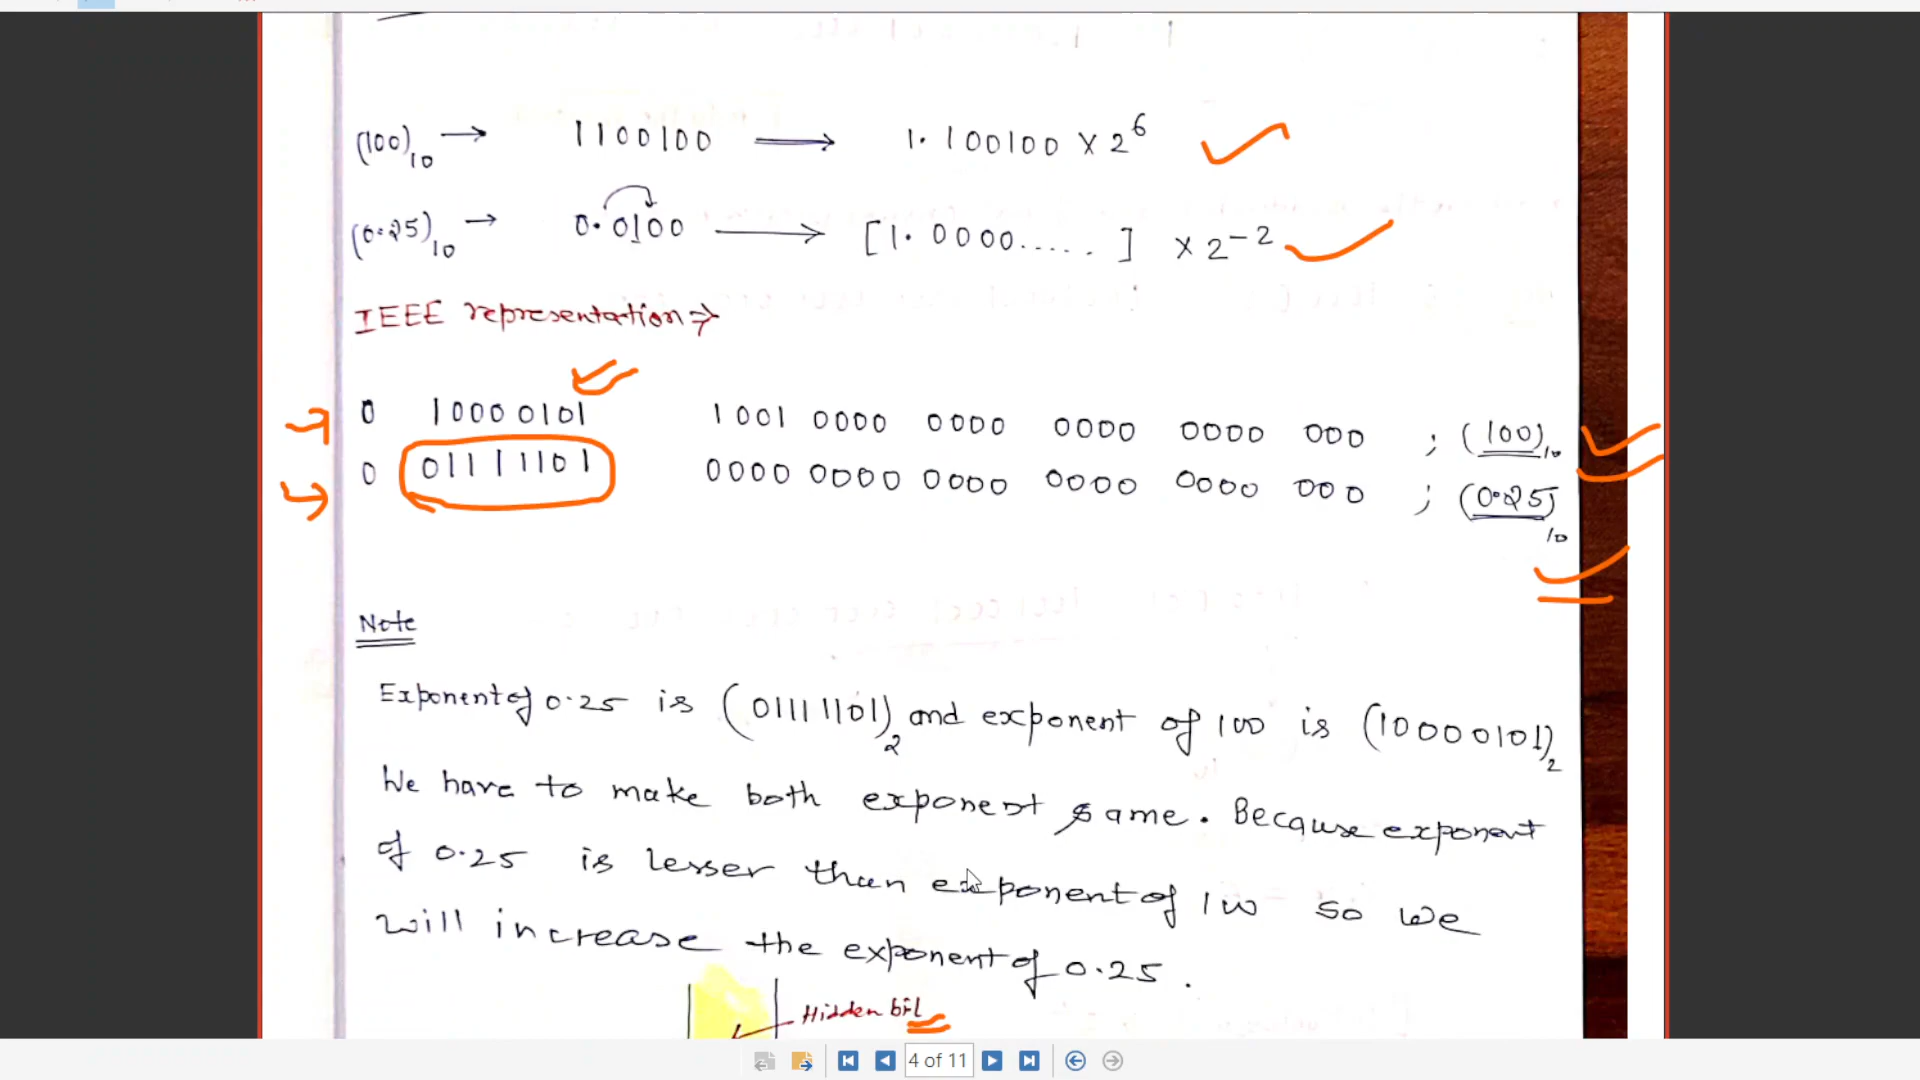 (100)10 → 1100100 → 1.100100 X 2^6
(0.25)10 → 0.0100 → [1.0000......] X 2^-2
IEEE representation⇒
0 10000101 1001 0000 0000 0000 0000 000 ; (100)10
0 01111101 0000 0000 0000 0000 0000 000 ; (0.25)10
Note
Exponent of 0.25 is (01111101)2 and exponent of 100 is (10000101)2
We have to make both exponent same. Because exponent
of 0.25 is lesser than exponent of 100 so we
will increase the exponent of 0.25.
Hidden bit
4 of 11